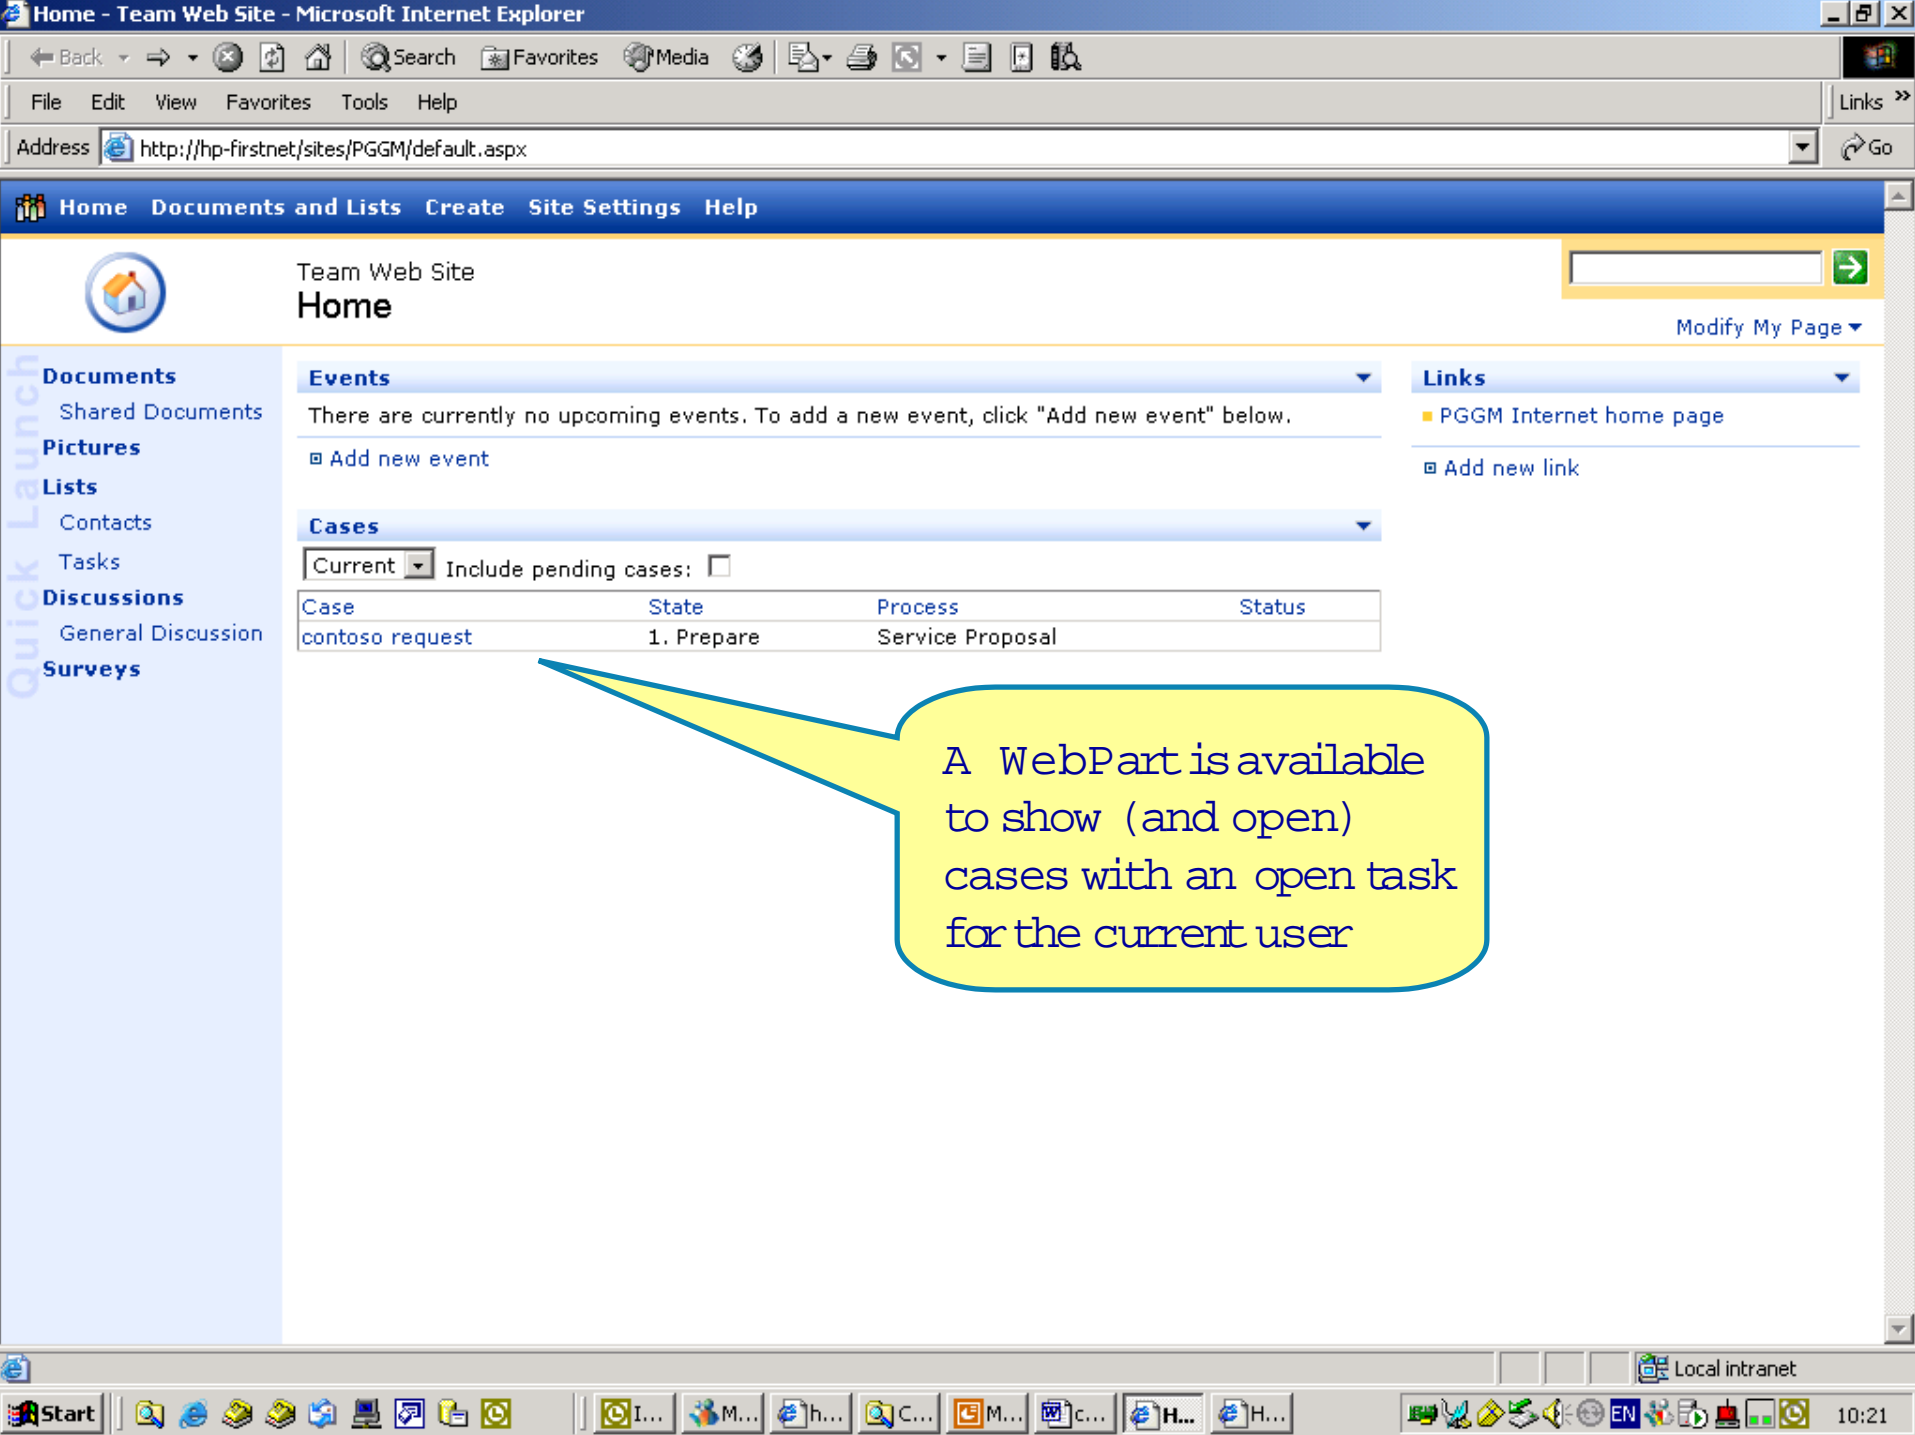 Home - Team Web Site - Microsoft Internet Explorer
Back Search Favorites Media
File Edit View Favorites Tools Help Links »
Address http://hp-firstnet/sites/PGGM/default.aspx Go
Home Documents and Lists Create Site Settings Help
Team Web Site
Home
Modify My Page
Quick Launch
Documents
Shared Documents
Pictures
Lists
Contacts
Tasks
Discussions
General Discussion
Surveys
Events
There are currently no upcoming events. To add a new event, click "Add new event" below.
Add new event
Cases
Current Include pending cases:
Case State Process Status
contoso request 1. Prepare Service Proposal
Links
PGGM Internet home page
Add new link
A WebPart is available
to show (and open)
cases with an open task
for the current user
Local intranet
Start I... M... h... C... M... c... H... H... EN 10:21